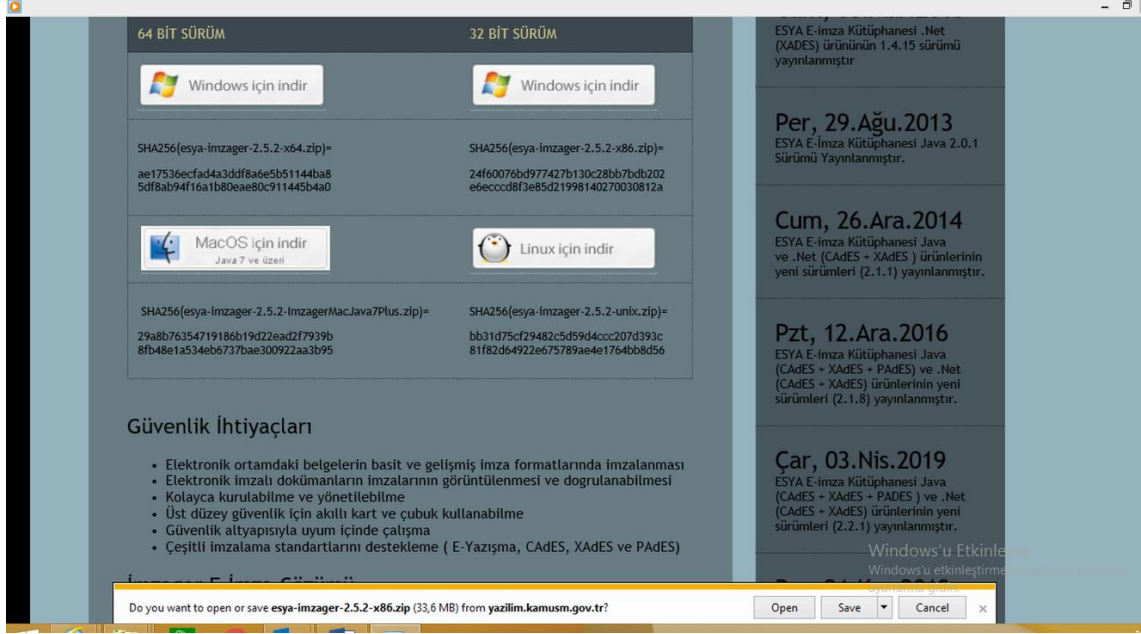 64 BİT SÜRÜM
32 BİT SÜRÜM
Windows için indir
Windows için indir
SHA256(esya-imzager-2.5.2-x64.zip)=
ae17536ecfad4a3ddf8a6e5b51144ba8
5df8ab94f16a1b80eae80c911445b4a0
SHA256(esya-imzager-2.5.2-x86.zip)=
24f60076bd977427b130c28bb7bdb202
e6ecccd8f3e85d21998140270030812a
MacOS için indir
Java 7 ve üzeri
Linux için indir
SHA256(esya-imzager-2.5.2-ImzagerMacJava7Plus.zip)=
29a8b76354719186b19d22ead2f7939b
8fb48e1a534eb6737bae300922aa3b95
SHA256(esya-imzager-2.5.2-unix.zip)=
bb31d75cf29482c5d59d4ccc207d393c
81f82d64922e675789ae4e1764bb8d56
Güvenlik İhtiyaçları
• Elektronik ortamdaki belgelerin basit ve gelişmiş imza formatlarında imzalanması
• Elektronik imzalı dokümanların imzalarının görüntülenmesi ve dogrulanabilmesi
• Kolayca kurulabilme ve yönetilebilme
• Üst düzey güvenlik için akıllı kart ve çubuk kullanabilme
• Güvenlik altyapısıyla uyum içinde çalışma
• Çeşitli imzalama standartlarını destekleme ( E-Yazışma, CAdES, XAdES ve PAdES)
İmzager E-İmza Çözümü
ESYA E-imza Kütüphanesi .Net
(XADES) ürününün 1.4.15 sürümü
yayınlanmıştır
Per, 29.Ağu.2013
ESYA E-İmza Kütüphanesi Java 2.0.1
Sürümü Yayınlanmıştır.
Cum, 26.Ara.2014
ESYA E-imza Kütüphanesi Java
ve .Net (CAdES + XAdES ) ürünlerinin
yeni sürümleri (2.1.1) yayınlanmıştır.
Pzt, 12.Ara.2016
ESYA E-imza Kütüphanesi Java
(CAdES + XAdES + PAdES) ve .Net
(CAdES + XAdES) ürünlerinin yeni
sürümleri (2.1.8) yayınlanmıştır.
Çar, 03.Nis.2019
ESYA E-imza Kütüphanesi Java
(CAdES + XAdES + PADES ) ve .Net
(CAdES + XAdES) ürünlerinin yeni
sürümleri (2.2.1) yayınlanmıştır.
Windows'u Etkinle
Windows'u etkinleştirme
Do you want to open or save esya-imzager-2.5.2-x86.zip (33,6 MB) from yazilim.kamusm.gov.tr?
Open
Save
Cancel